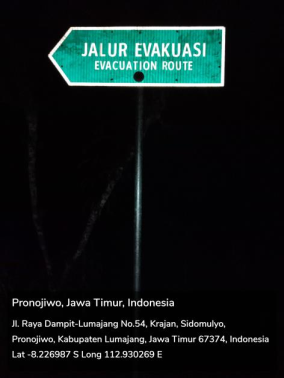 JALUR EVAKUASI
EVACUATION ROUTE
Pronojiwo, Jawa Timur, Indonesia
Jl. Raya Dampit-Lumajang No.54, Krajan, Sidomulyo,
Pronojiwo, Kabupaten Lumajang, Jawa Timur 67374, Indonesia
Lat -8.226987 S Long 112.930269 E